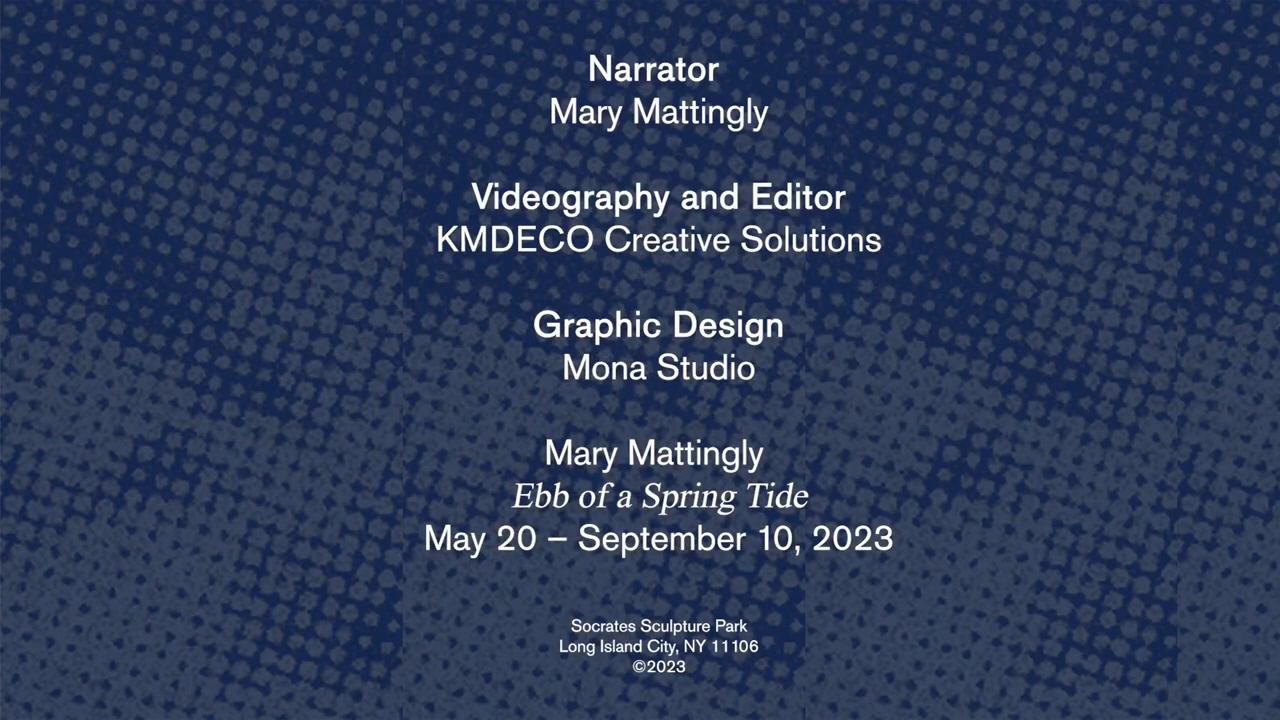 Narrator
Mary Mattingly
Videography and Editor
KMDECO Creative Solutions
Graphic Design
Mona Studio
Mary Mattingly
Ebb of a Spring Tide
May 20 – September 10, 2023
Socrates Sculpture Park
Long Island City, NY 11106
©2023